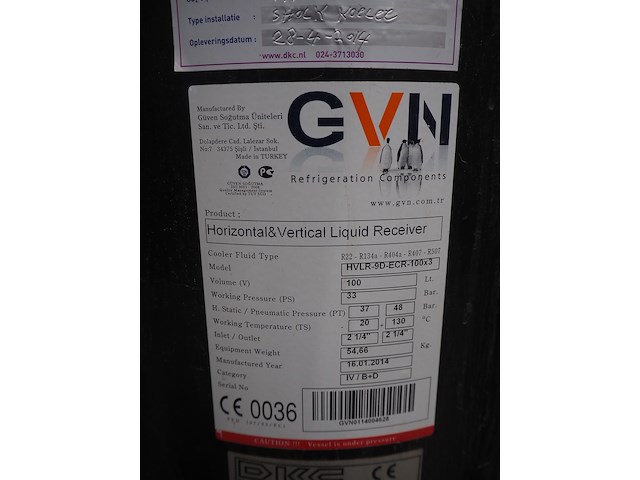 Type installatie :
Opleveringsdatum : 28-4-2014
www.dkc.nl 024-3713030
Manufactured By
Güven Soğutma Üniteleri
San. ve Tic. Ltd. Şti.
Dulapdere Cad. Lalezar Sok.
No:7 34375 Şişli / İstanbul
Made in TURKEY
GVN
Refrigeration Components
www.gvn.com.tr
GÜVEN SOĞUTMA
Product :
Horizontal&Vertical Liquid Receiver
Cooler Fluid Type R22 - R134a - R404a - R407 - R507
Model HVLR-9D-ECR-100x3
Volume (V) 100 Lt.
Working Pressure (PS) 33 Bar.
H. Static / Pneumatic Pressure (PT) 37 48 Bar.
Working Temperature (TS) - 20 + 130 °C
Inlet / Outlet 2 1/4" 2 1/4"
Equipment Weight 54,66 Kg.
Manufactured Year 16.01.2014
Category IV / B+D
Serial No
CE 0036
GVN0114004628
CAUTION !!! Vessel is under pressure
DKC